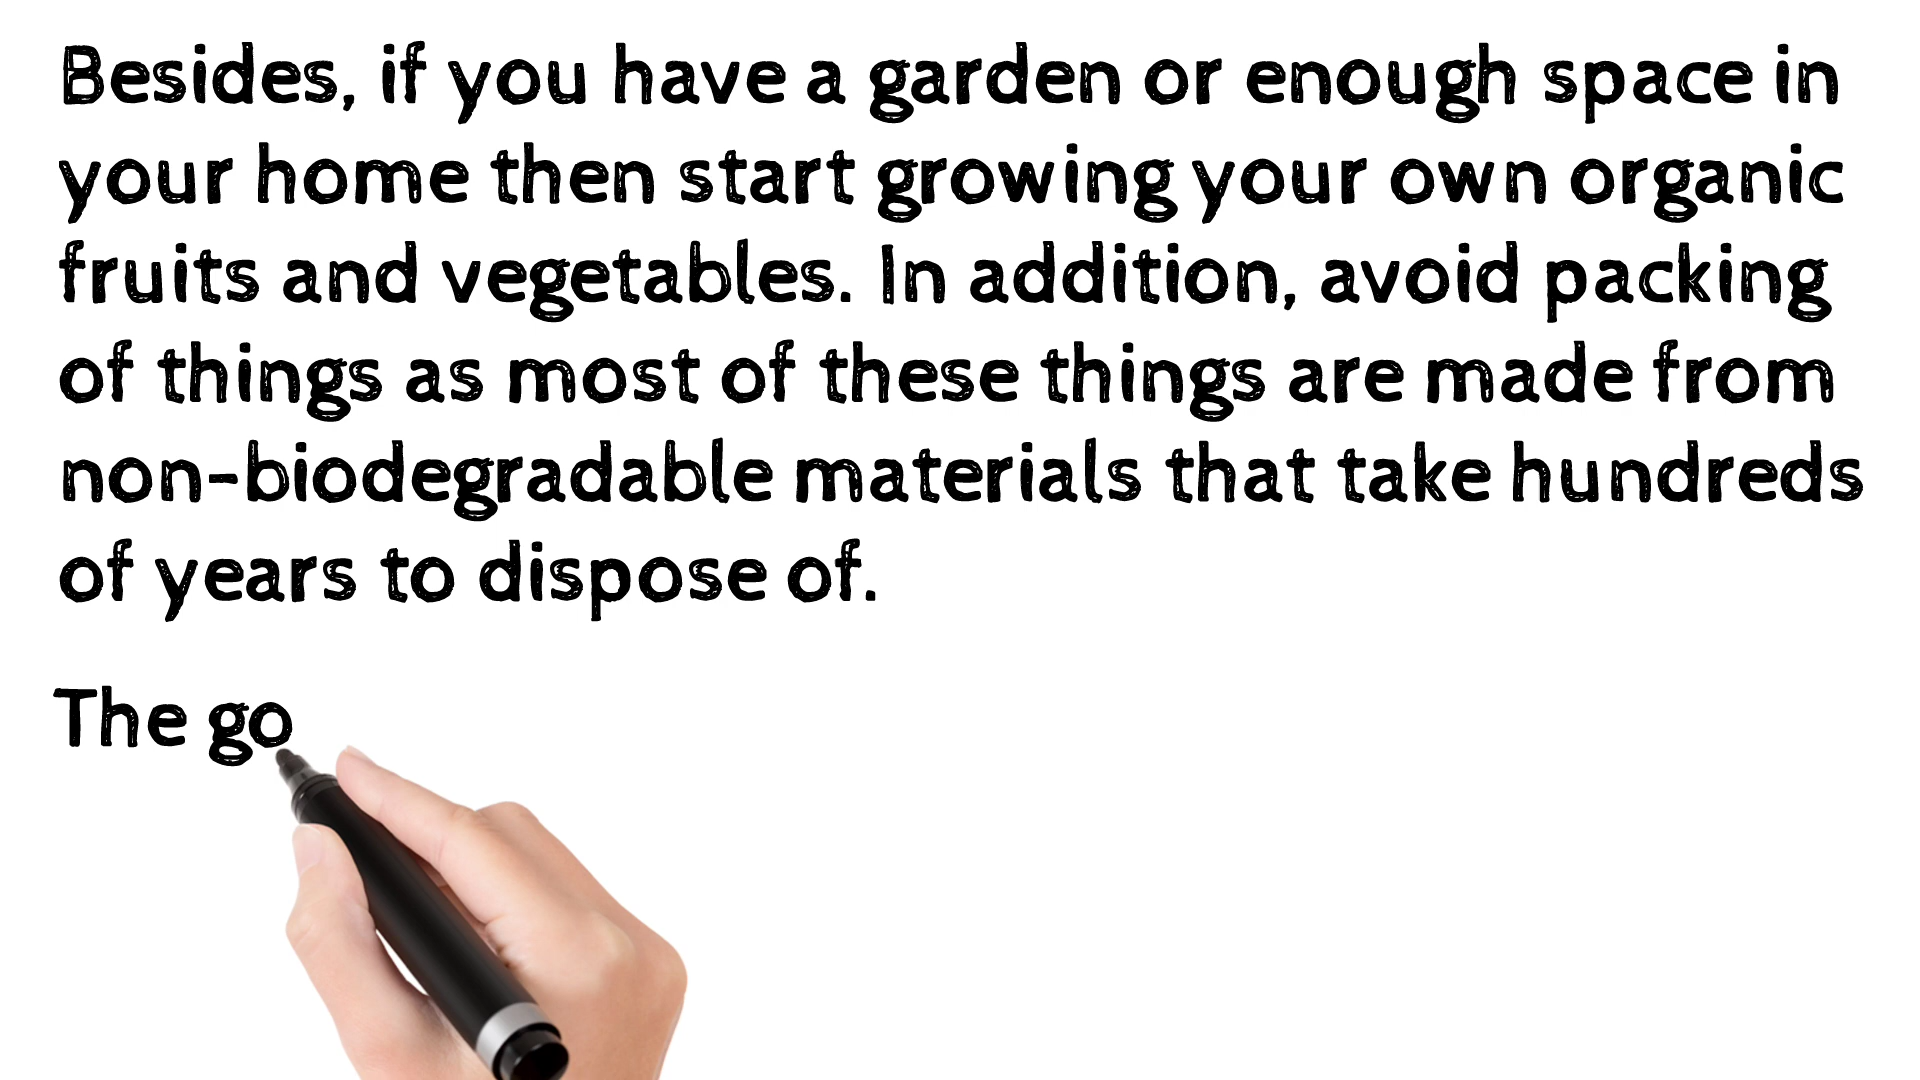 Besides, if you have a garden or enough space in
your home then start growing your own organic
fruits and vegetables. In addition, avoid packing
of things as most of these things are made from
non-biodegradable materials that take hundreds
of years to dispose of.
The go